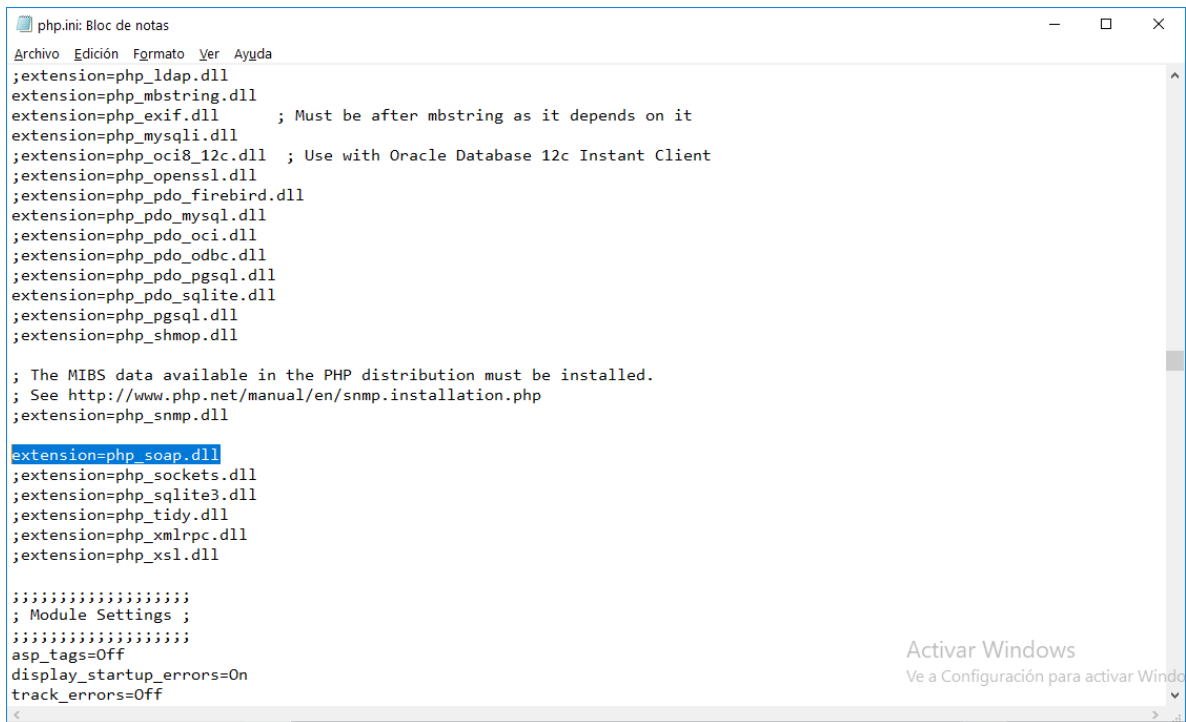 php.ini: Bloc de notas
Archivo Edición Formato Ver Ayuda
;extension=php_ldap.dll
extension=php_mbstring.dll
extension=php_exif.dll      ; Must be after mbstring as it depends on it
extension=php_mysqli.dll
;extension=php_oci8_12c.dll  ; Use with Oracle Database 12c Instant Client
;extension=php_openssl.dll
;extension=php_pdo_firebird.dll
extension=php_pdo_mysql.dll
;extension=php_pdo_oci.dll
;extension=php_pdo_odbc.dll
;extension=php_pdo_pgsql.dll
extension=php_pdo_sqlite.dll
;extension=php_pgsql.dll
;extension=php_shmop.dll
; The MIBS data available in the PHP distribution must be installed.
; See http://www.php.net/manual/en/snmp.installation.php
;extension=php_snmp.dll
extension=php_soap.dll
;extension=php_sockets.dll
;extension=php_sqlite3.dll
;extension=php_tidy.dll
;extension=php_xmlrpc.dll
;extension=php_xsl.dll
;;;;;;;;;;;;;;;;;;;
; Module Settings ;
;;;;;;;;;;;;;;;;;;;
asp_tags=Off
display_startup_errors=On
track_errors=Off
Activar Windows
Ve a Configuración para activar Windo